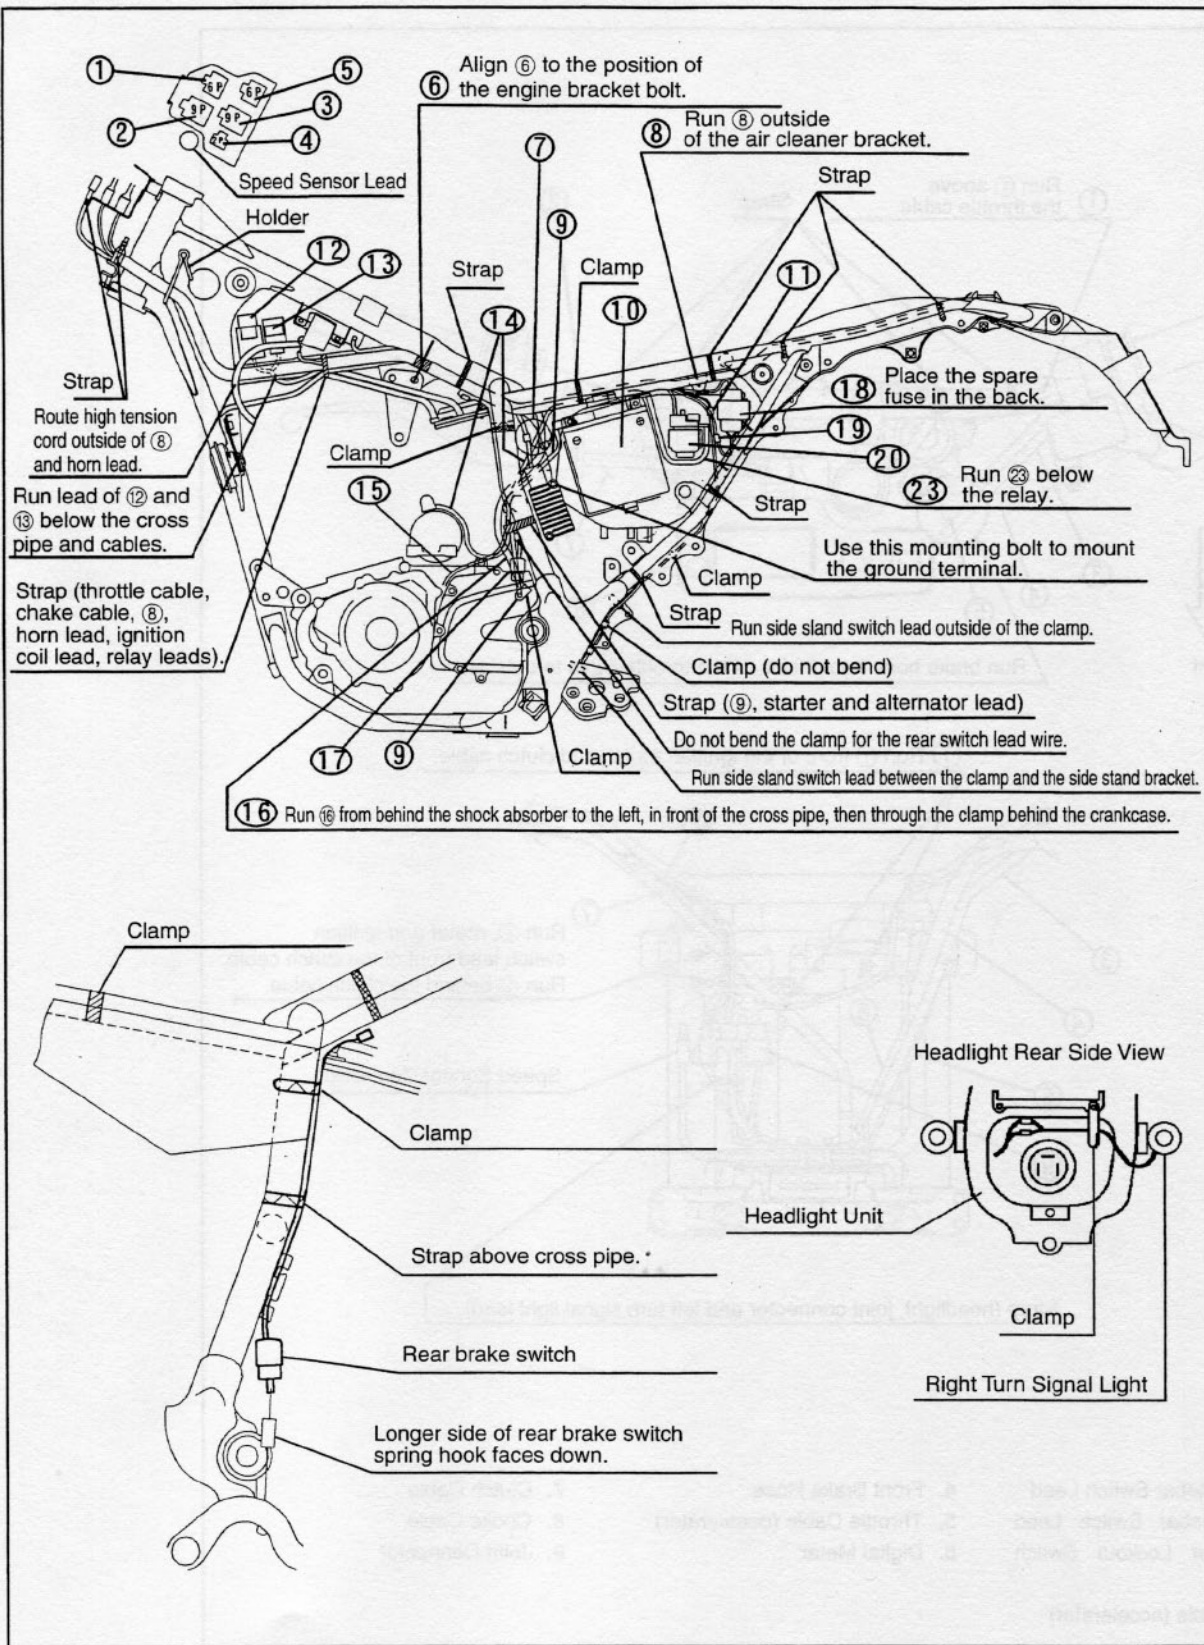 ①
6 P
6 P
⑤
②
9 P
9 P
③
④
Speed Sensor Lead
⑥ Align ⑥ to the position of
the engine bracket bolt.
⑦
⑧ Run ⑧ outside
of the air cleaner bracket.
Strap
Holder
⑫
⑬
⑨
Strap
Clamp
⑭
⑩
⑪
Strap
Route high tension
cord outside of ⑧
and horn lead.
Clamp
⑱ Place the spare
fuse in the back.
⑲
⑳
㉓ Run ㉓ below
the relay.
Run lead of ⑫ and
⑬ below the cross
pipe and cables.
⑮
Strap
Use this mounting bolt to mount
the ground terminal.
Strap (throttle cable,
chake cable, ⑧,
horn lead, ignition
coil lead, relay leads).
Clamp
Strap
Run side sland switch lead outside of the clamp.
Clamp (do not bend)
Strap (⑨, starter and alternator lead)
Do not bend the clamp for the rear switch lead wire.
⑰
⑨
Clamp
Run side sland switch lead between the clamp and the side stand bracket.
⑯ Run ⑯ from behind the shock absorber to the left, in front of the cross pipe, then through the clamp behind the crankcase.
Clamp
Clamp
Strap above cross pipe.
Rear brake switch
Longer side of rear brake switch
spring hook faces down.
Headlight Rear Side View
Headlight Unit
Clamp
Right Turn Signal Light